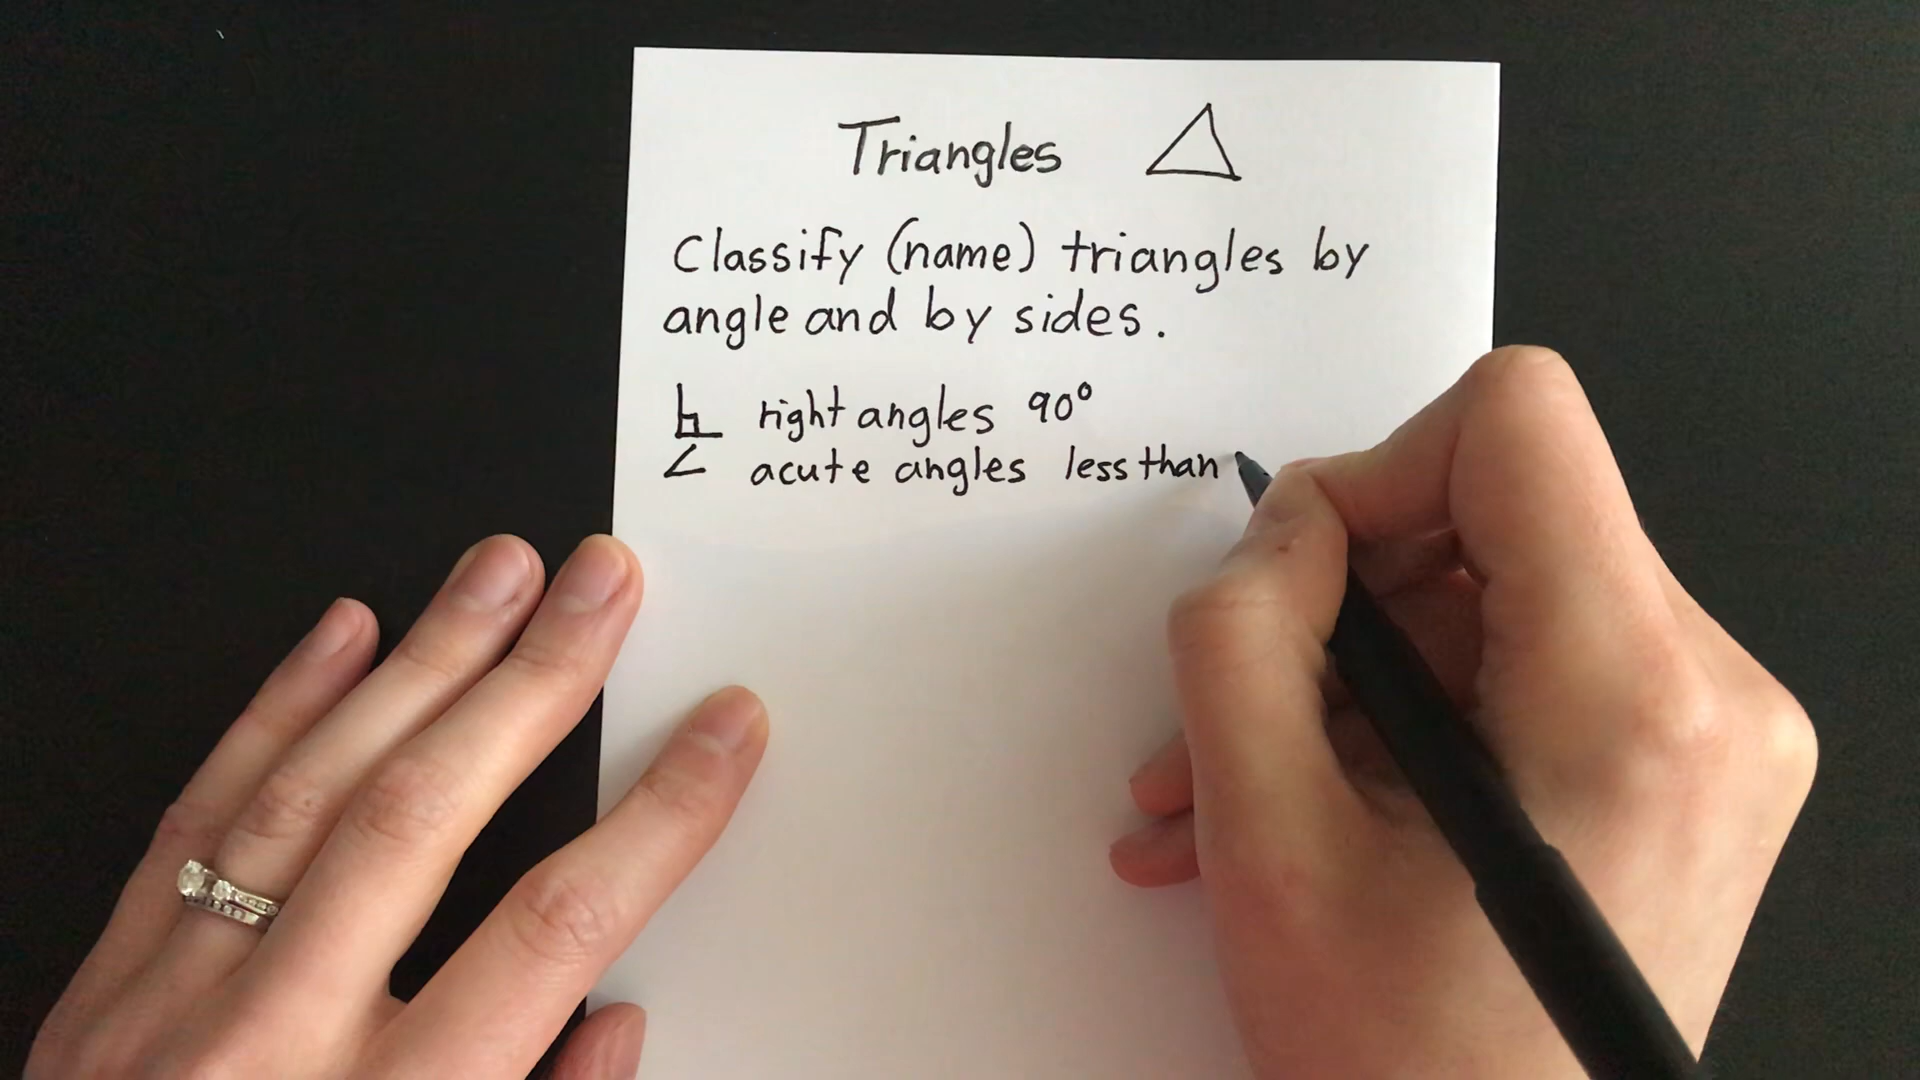 Triangles
Classify (name) triangles by
angle and by sides.
right angles 90°
acute angles less than